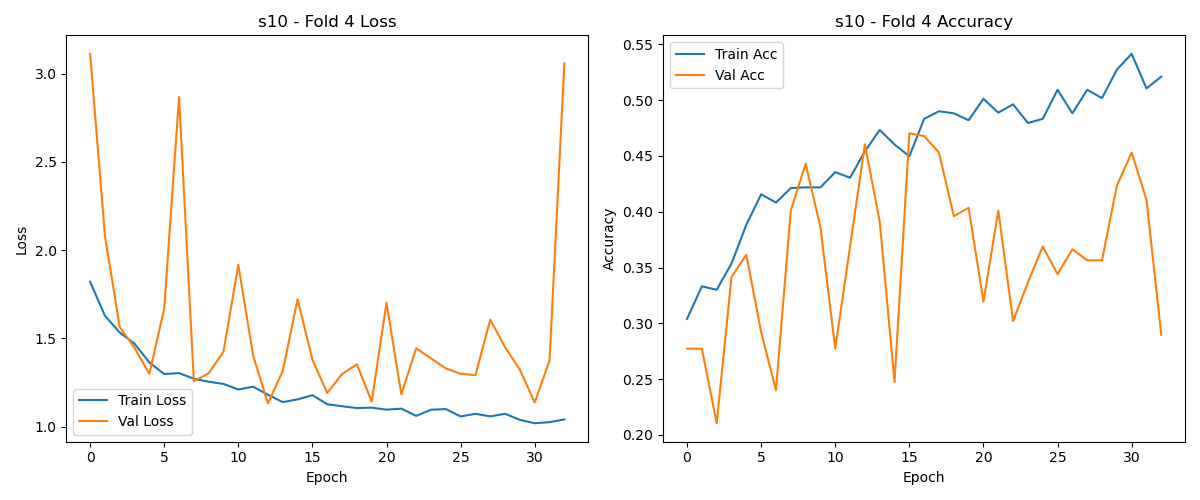 s10 - Fold 4 Loss
3.0
2.5
2.0
1.5
1.0
Loss
Train Loss
Val Loss
0 5 10 15 20 25 30
Epoch
s10 - Fold 4 Accuracy
0.55
0.50
0.45
0.40
0.35
0.30
0.25
0.20
Accuracy
Train Acc
Val Acc
0 5 10 15 20 25 30
Epoch